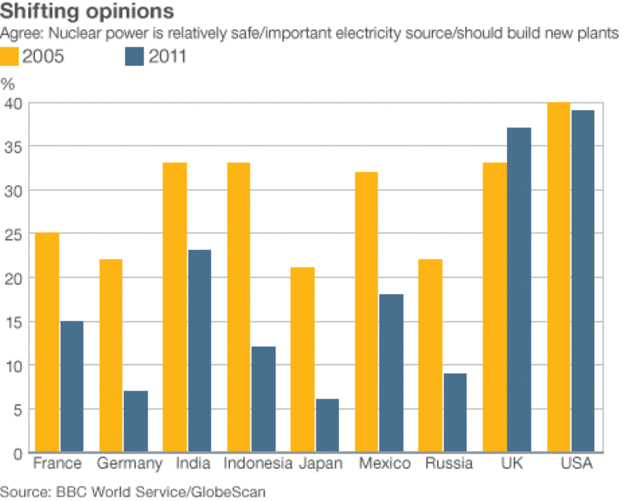 Shifting opinions
Agree: Nuclear power is relatively safe/important electricity source/should build new plants
2005 2011
%
40
35
30
25
20
15
10
5
0
France Germany India Indonesia Japan Mexico Russia UK USA
Source: BBC World Service/GlobeScan